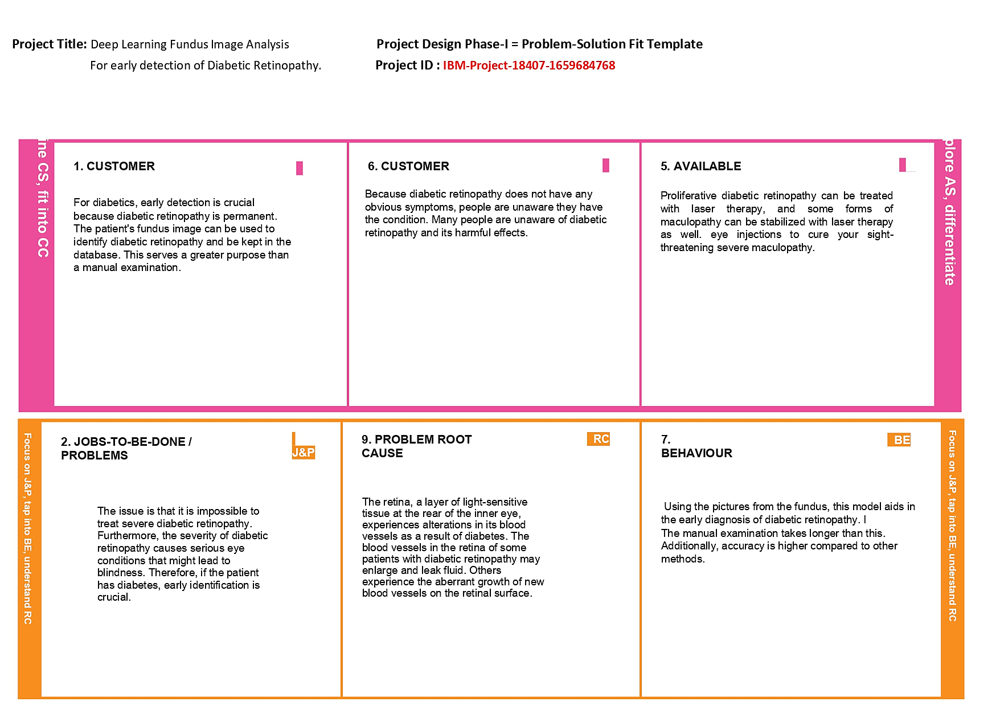 Project Title: Deep Learning Fundus Image Analysis
For early detection of Diabetic Retinopathy.
Project Design Phase-I = Problem-Solution Fit Template
Project ID : IBM-Project-18407-1659684768
ine CS, fit into CC
1. CUSTOMER
For diabetics, early detection is crucial
because diabetic retinopathy is permanent.
The patient's fundus image can be used to
identify diabetic retinopathy and be kept in the
database. This serves a greater purpose than
a manual examination.
6. CUSTOMER
Because diabetic retinopathy does not have any
obvious symptoms, people are unaware they have
the condition. Many people are unaware of diabetic
retinopathy and its harmful effects.
5. AVAILABLE
Proliferative diabetic retinopathy can be treated
with laser therapy, and some forms of
maculopathy can be stabilized with laser therapy
as well. eye injections to cure your sight-
threatening severe maculopathy.
plore AS, differentiate
Focus on J&P, tap into BE, understand RC
2. JOBS-TO-BE-DONE /
PROBLEMS
J&P
The issue is that it is impossible to
treat severe diabetic retinopathy.
Furthermore, the severity of diabetic
retinopathy causes serious eye
conditions that might lead to
blindness. Therefore, if the patient
has diabetes, early identification is
crucial.
9. PROBLEM ROOT
CAUSE
RC
The retina, a layer of light-sensitive
tissue at the rear of the inner eye,
experiences alterations in its blood
vessels as a result of diabetes. The
blood vessels in the retina of some
patients with diabetic retinopathy may
enlarge and leak fluid. Others
experience the aberrant growth of new
blood vessels on the retinal surface.
7.
BEHAVIOUR
BE
Using the pictures from the fundus, this model aids in
the early diagnosis of diabetic retinopathy. I
The manual examination takes longer than this.
Additionally, accuracy is higher compared to other
methods.
Focus on J&P, tap into BE, understand RC